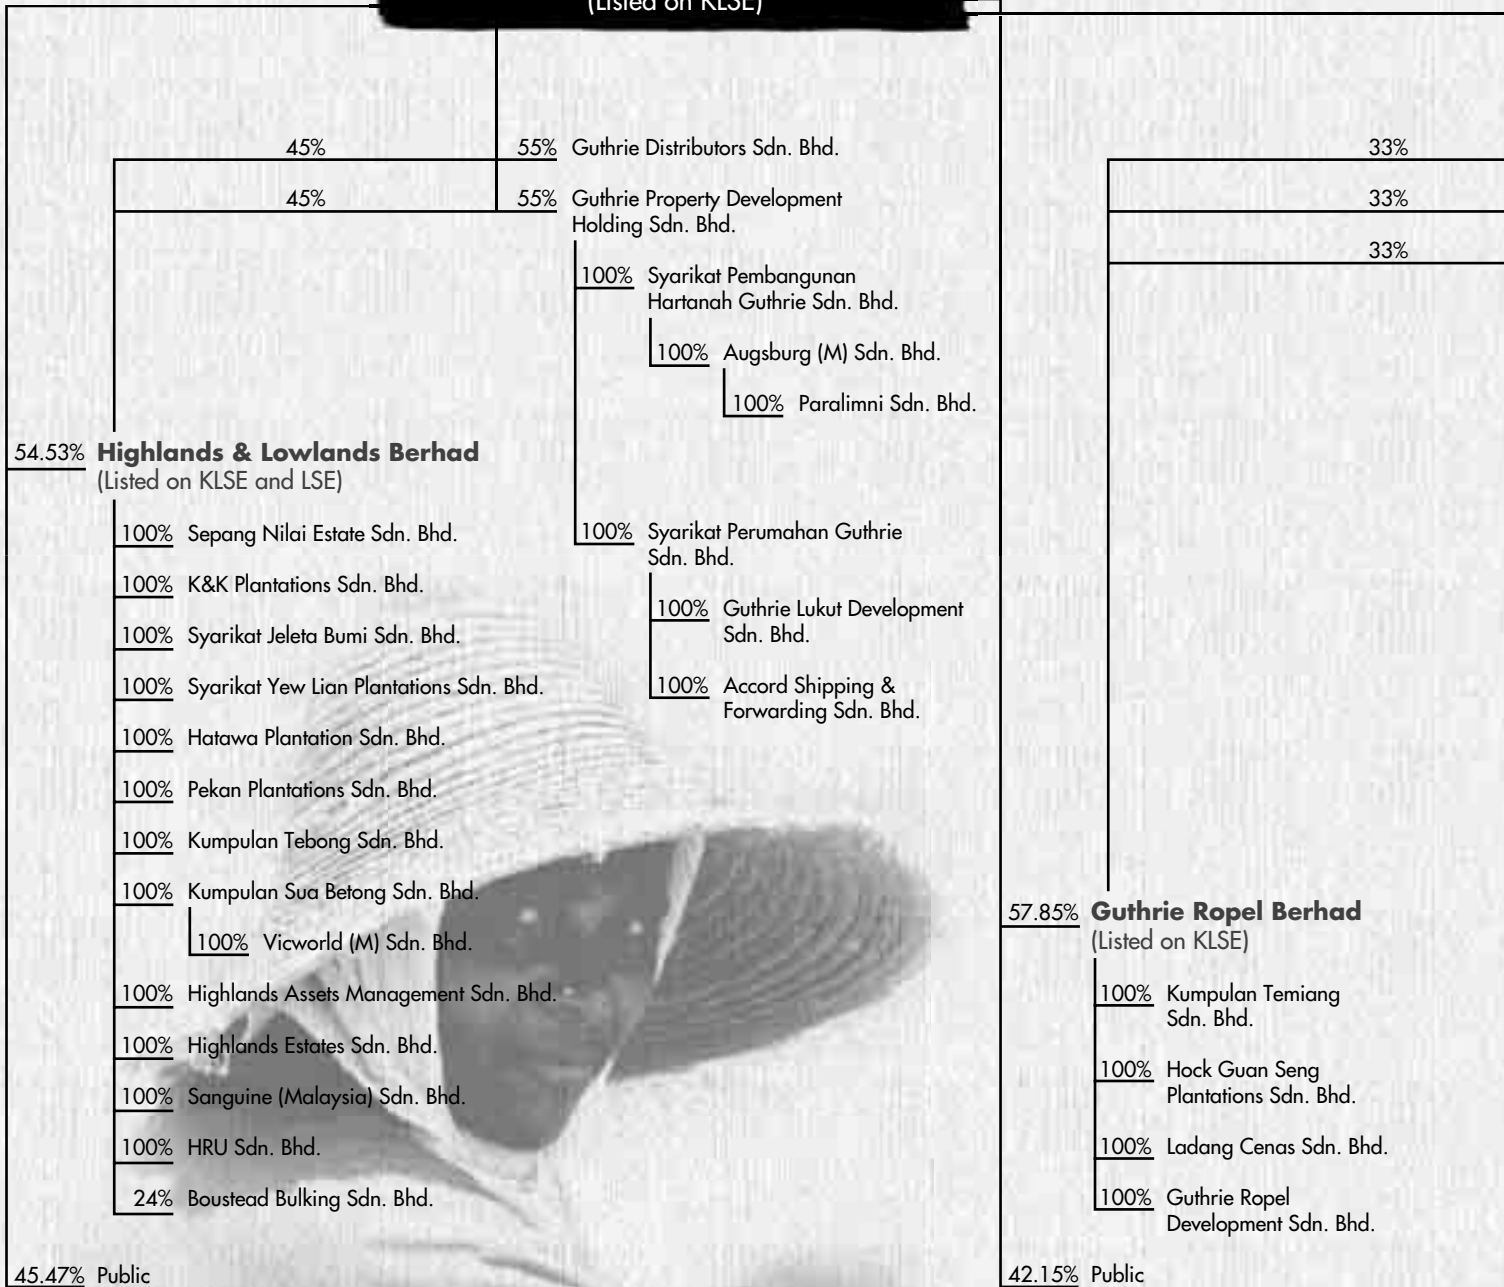 (Listed on KLSE)
45% 55% Guthrie Distributors Sdn. Bhd.
45% 55% Guthrie Property Development
Holding Sdn. Bhd.
100% Syarikat Pembangunan
Hartanah Guthrie Sdn. Bhd.
100% Augsburg (M) Sdn. Bhd.
100% Paralimni Sdn. Bhd.
100% Syarikat Perumahan Guthrie
Sdn. Bhd.
100% Guthrie Lukut Development
Sdn. Bhd.
100% Accord Shipping &
Forwarding Sdn. Bhd.
54.53% Highlands & Lowlands Berhad
(Listed on KLSE and LSE)
100% Sepang Nilai Estate Sdn. Bhd.
100% K&K Plantations Sdn. Bhd.
100% Syarikat Jeleta Bumi Sdn. Bhd.
100% Syarikat Yew Lian Plantations Sdn. Bhd.
100% Hatawa Plantation Sdn. Bhd.
100% Pekan Plantations Sdn. Bhd.
100% Kumpulan Tebong Sdn. Bhd.
100% Kumpulan Sua Betong Sdn. Bhd.
100% Vicworld (M) Sdn. Bhd.
100% Highlands Assets Management Sdn. Bhd.
100% Highlands Estates Sdn. Bhd.
100% Sanguine (Malaysia) Sdn. Bhd.
100% HRU Sdn. Bhd.
24% Boustead Bulking Sdn. Bhd.
45.47% Public
33%
33%
33%
57.85% Guthrie Ropel Berhad
(Listed on KLSE)
100% Kumpulan Temiang
Sdn. Bhd.
100% Hock Guan Seng
Plantations Sdn. Bhd.
100% Ladang Cenas Sdn. Bhd.
100% Guthrie Ropel
Development Sdn. Bhd.
42.15% Public